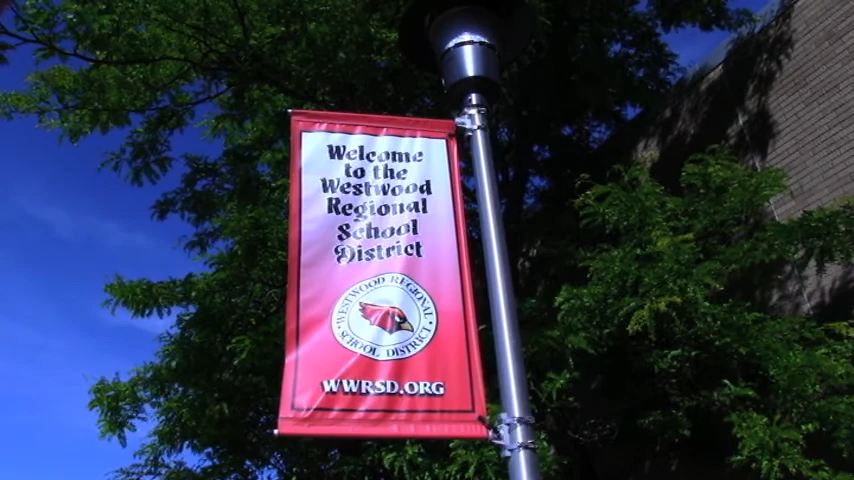 Welcome
to the
Westwood
Regional
School
District
WESTWOOD REGIONAL
SCHOOL DISTRICT
WWRSD.ORG